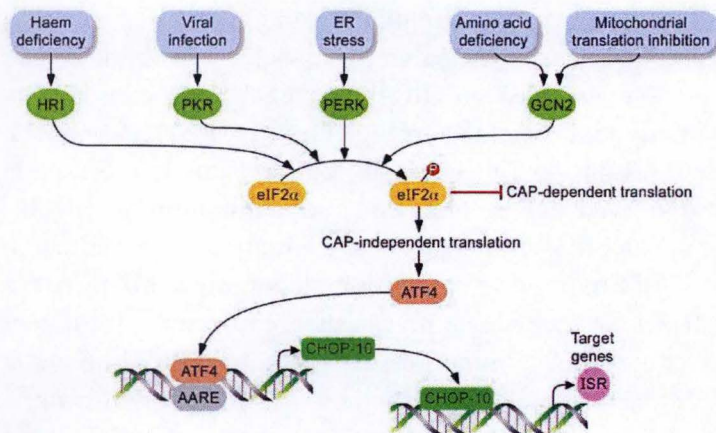 Haem
deficiency
Viral
infection
ER
stress
Amino acid
deficiency
Mitochondrial
translation inhibition
HRI
PKR
PERK
GCN2
eIF2α
P
eIF2α
CAP-dependent translation
CAP-independent translation
ATF4
ATF4
AARE
CHOP-10
CHOP-10
Target
genes
ISR